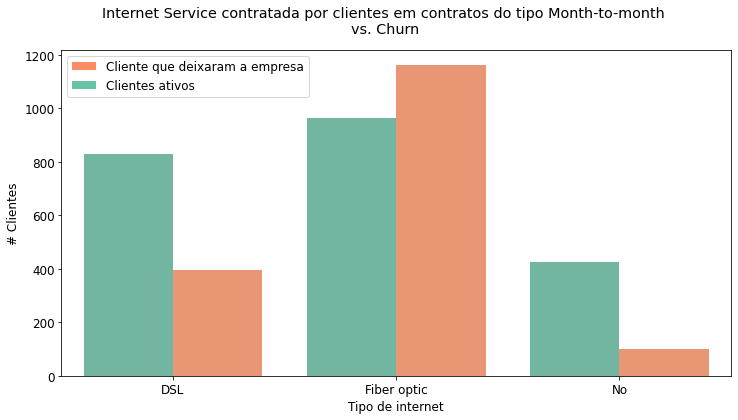 Internet Service contratada por clientes em contratos do tipo Month-to-month
vs. Churn
Cliente que deixaram a empresa
Clientes ativos
# Clientes
1200
1000
800
600
400
200
0
DSL
Fiber optic
No
Tipo de internet